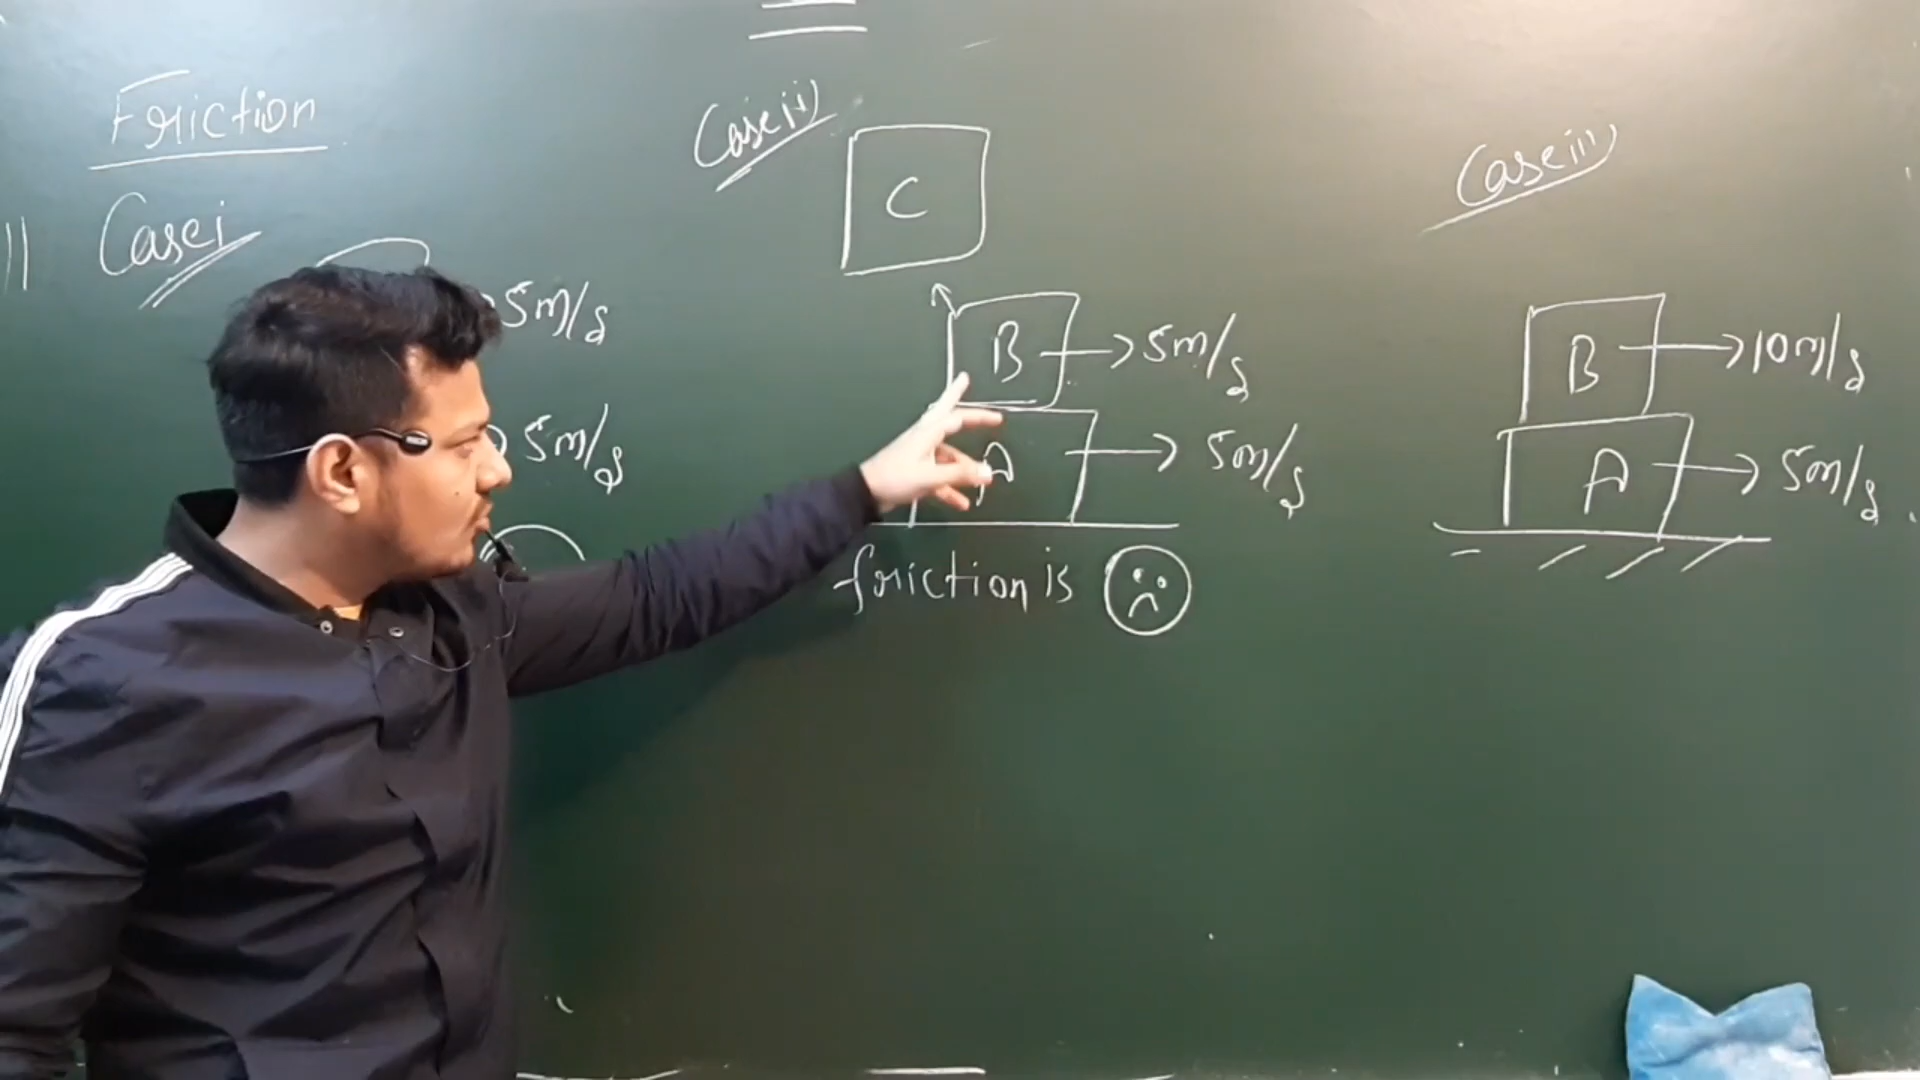 Friction
Case i
5m/s
5m/s
Case ii)
C
B 5m/s
A 5m/s
friction is
Case iii)
B 10m/s
A 5m/s